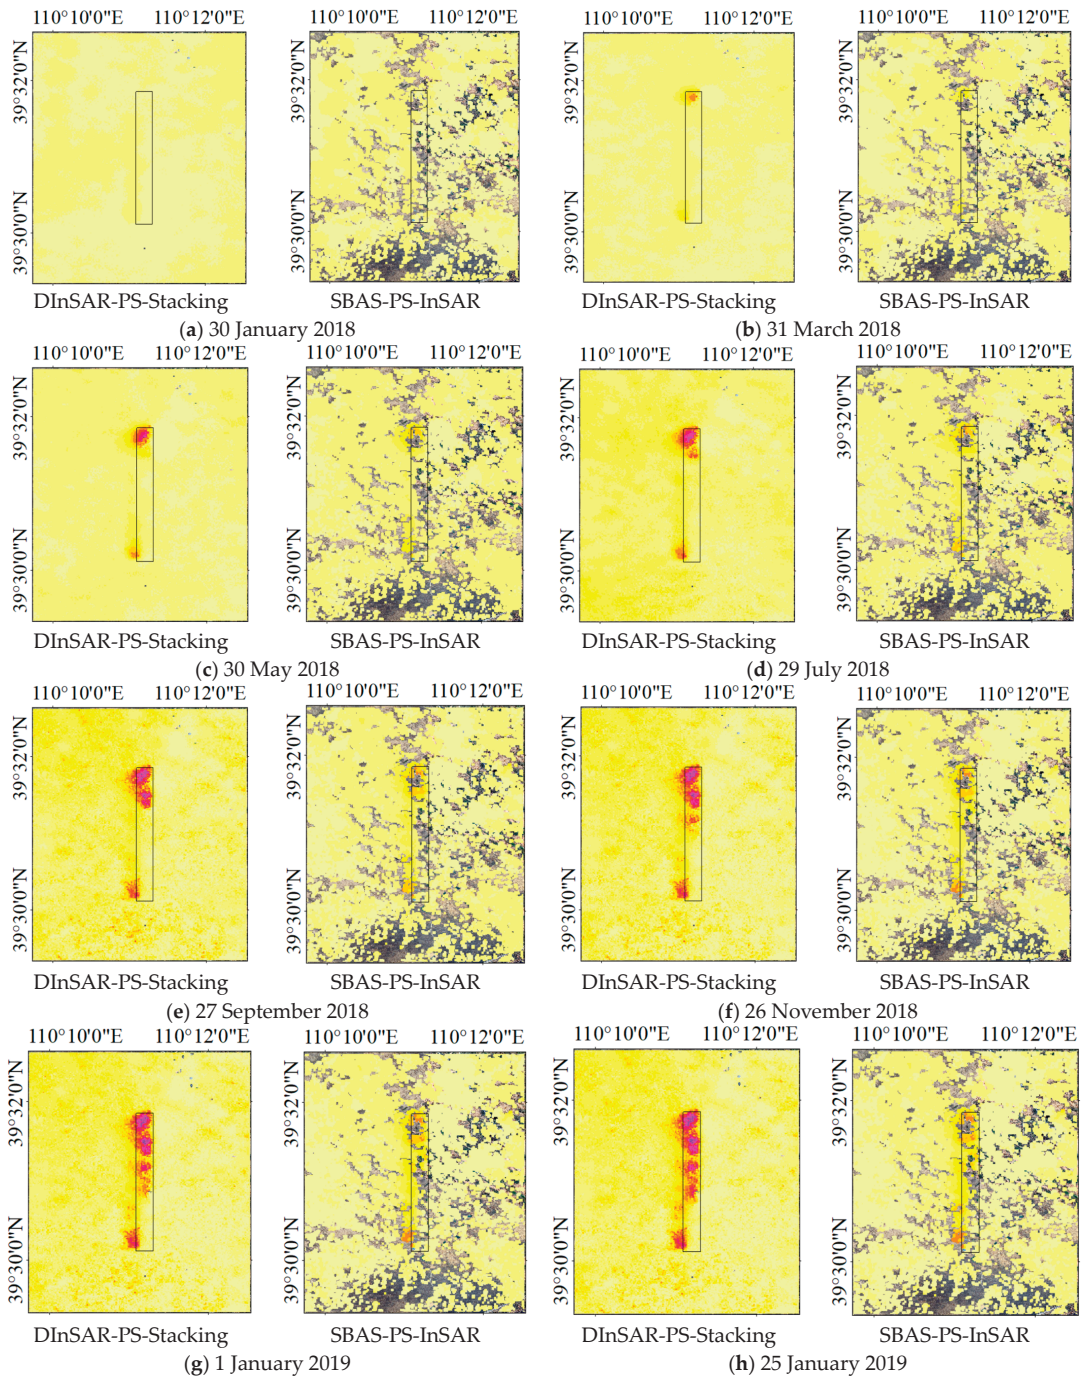 110°10'0"E 110°12'0"E 110°10'0"E 110°12'0"E 110°10'0"E 110°12'0"E 110°10'0"E 110°12'0"E
39°32'0"N 39°32'0"N 39°32'0"N 39°32'0"N
39°30'0"N 39°30'0"N 39°30'0"N 39°30'0"N
DInSAR-PS-Stacking SBAS-PS-InSAR DInSAR-PS-Stacking SBAS-PS-InSAR
(a) 30 January 2018 (b) 31 March 2018
110°10'0"E 110°12'0"E 110°10'0"E 110°12'0"E 110°10'0"E 110°12'0"E 110°10'0"E 110°12'0"E
39°32'0"N 39°32'0"N 39°32'0"N 39°32'0"N
39°30'0"N 39°30'0"N 39°30'0"N 39°30'0"N
DInSAR-PS-Stacking SBAS-PS-InSAR DInSAR-PS-Stacking SBAS-PS-InSAR
(c) 30 May 2018 (d) 29 July 2018
110°10'0"E 110°12'0"E 110°10'0"E 110°12'0"E 110°10'0"E 110°12'0"E 110°10'0"E 110°12'0"E
39°32'0"N 39°32'0"N 39°32'0"N 39°32'0"N
39°30'0"N 39°30'0"N 39°30'0"N 39°30'0"N
DInSAR-PS-Stacking SBAS-PS-InSAR DInSAR-PS-Stacking SBAS-PS-InSAR
(e) 27 September 2018 (f) 26 November 2018
110°10'0"E 110°12'0"E 110°10'0"E 110°12'0"E 110°10'0"E 110°12'0"E 110°10'0"E 110°12'0"E
39°32'0"N 39°32'0"N 39°32'0"N 39°32'0"N
39°30'0"N 39°30'0"N 39°30'0"N 39°30'0"N
DInSAR-PS-Stacking SBAS-PS-InSAR DInSAR-PS-Stacking SBAS-PS-InSAR
(g) 1 January 2019 (h) 25 January 2019